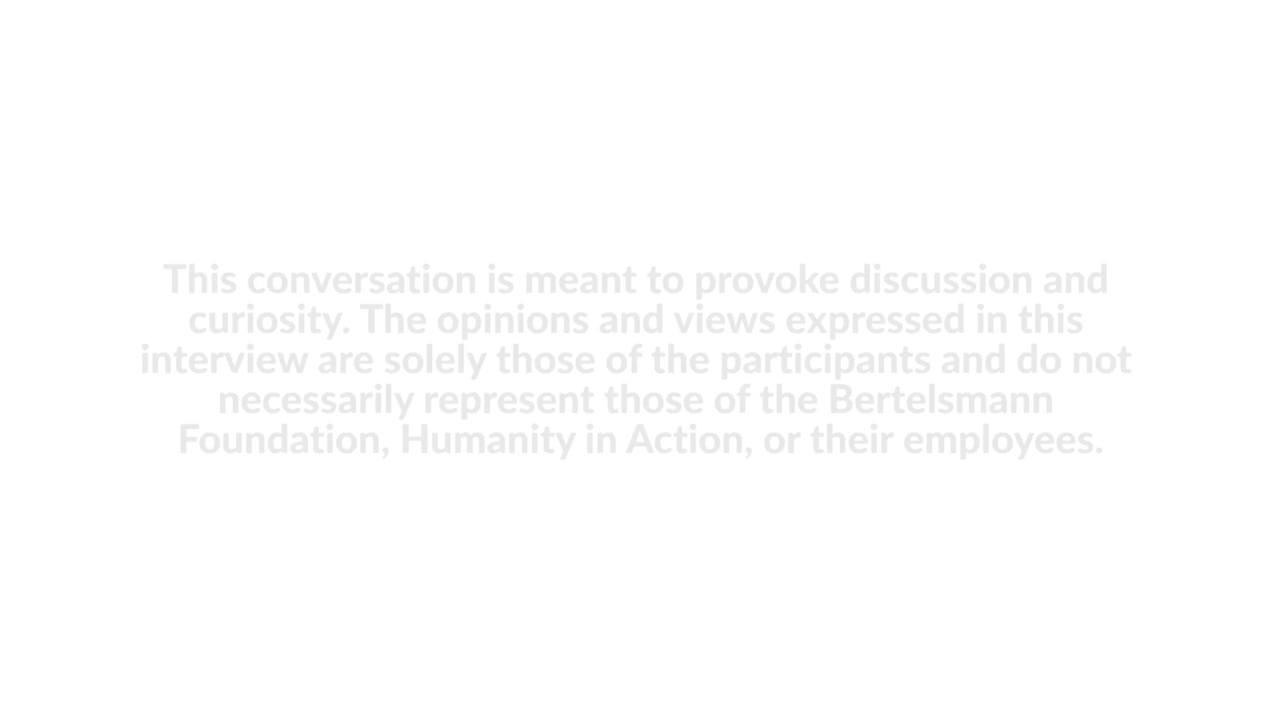 This conversation is meant to provoke discussion and
curiosity. The opinions and views expressed in this
interview are solely those of the participants and do not
necessarily represent those of the Bertelsmann
Foundation, Humanity in Action, or their employees.